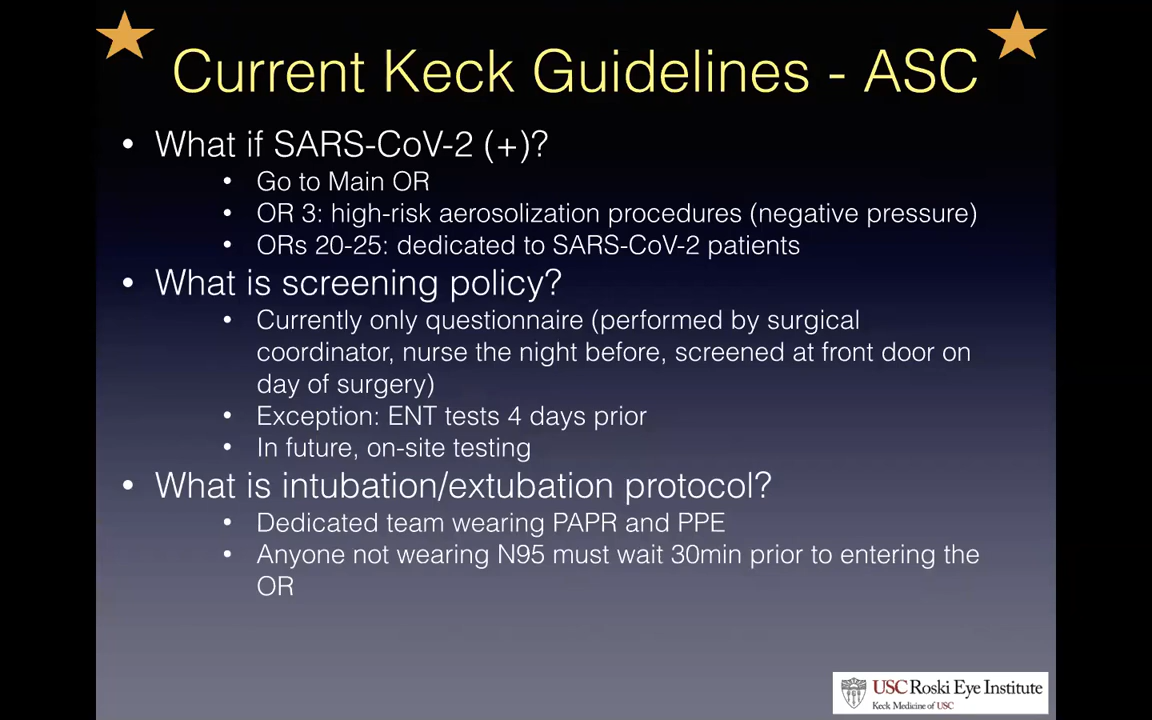 Current Keck Guidelines - ASC
• What if SARS-CoV-2 (+)?
• Go to Main OR
• OR 3: high-risk aerosolization procedures (negative pressure)
• ORs 20-25: dedicated to SARS-CoV-2 patients
• What is screening policy?
• Currently only questionnaire (performed by surgical
coordinator, nurse the night before, screened at front door on
day of surgery)
• Exception: ENT tests 4 days prior
• In future, on-site testing
• What is intubation/extubation protocol?
• Dedicated team wearing PAPR and PPE
• Anyone not wearing N95 must wait 30min prior to entering the
OR
USC Roski Eye Institute
Keck Medicine of USC